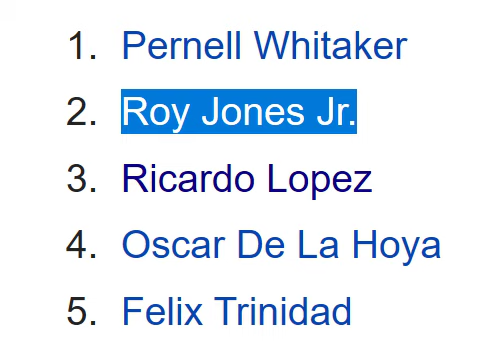 1. Pernell Whitaker
2. Roy Jones Jr.
3. Ricardo Lopez
4. Oscar De La Hoya
5. Felix Trinidad